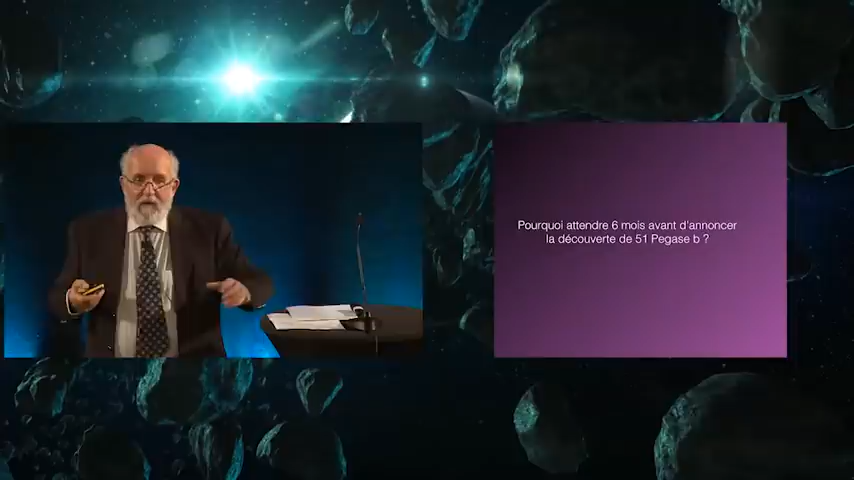 Pourquoi attendre 6 mois avant d'annoncer
la découverte de 51 Pegase b ?